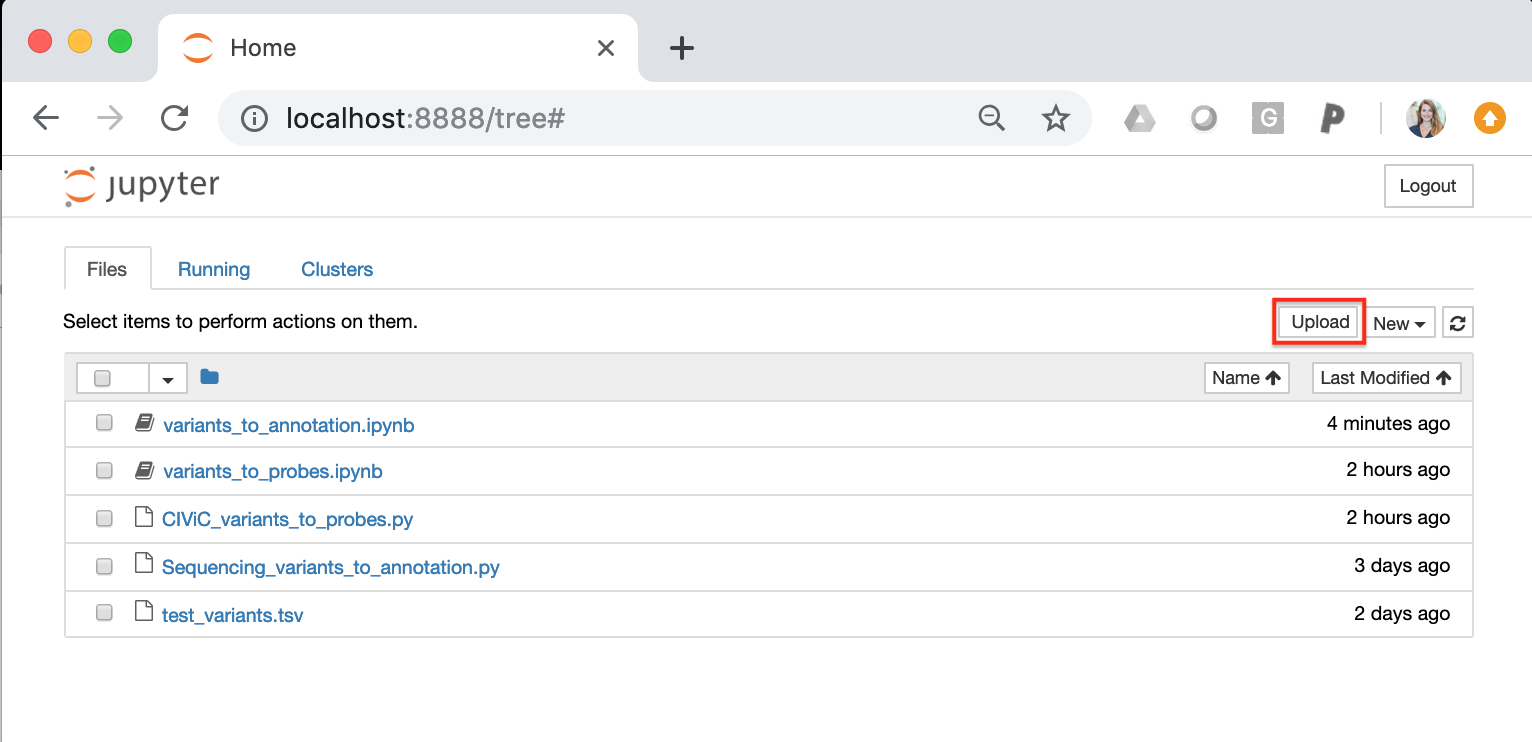 Home
localhost:8888/tree#
G
P
jupyter
Logout
Files Running Clusters
Select items to perform actions on them.
Upload New
Name Last Modified
variants_to_annotation.ipynb 4 minutes ago
variants_to_probes.ipynb 2 hours ago
CIViC_variants_to_probes.py 2 hours ago
Sequencing_variants_to_annotation.py 3 days ago
test_variants.tsv 2 days ago